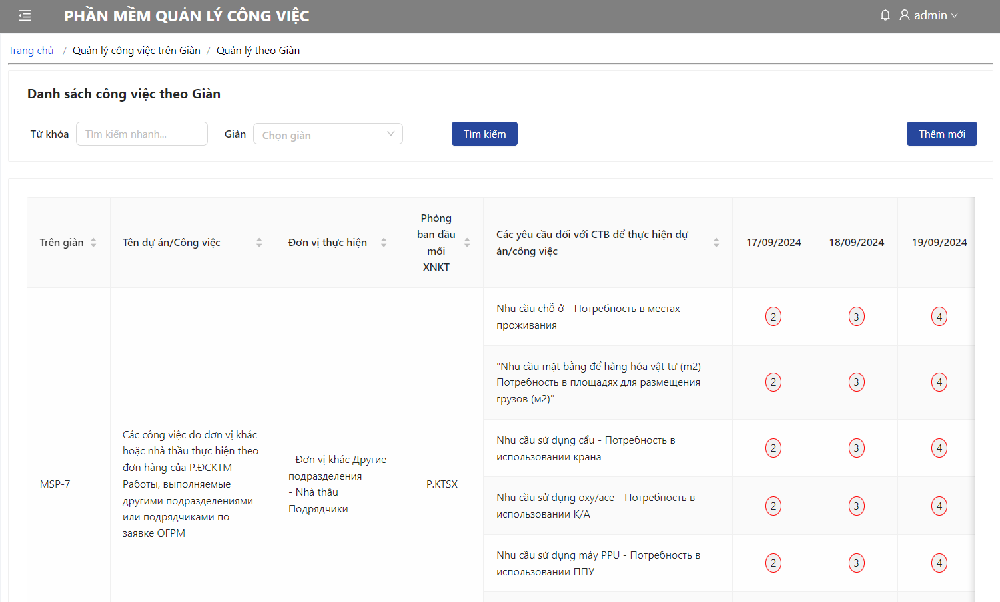 PHẦN MỀM QUẢN LÝ CÔNG VIỆC
admin
Trang chủ / Quản lý công việc trên Giàn / Quản lý theo Giàn
Danh sách công việc theo Giàn
Từ khóa Tìm kiếm nhanh... Giàn Chọn giàn Tìm kiếm Thêm mới
Trên giàn
Tên dự án/Công việc
Đơn vị thực hiện
Phòng
ban đầu
mối
XNKT
Các yêu cầu đối với CTB để thực hiện dự
án/công việc
17/09/2024 18/09/2024 19/09/2024
MSP-7
Các công việc do đơn vị khác
hoặc nhà thầu thực hiện theo
đơn hàng của P.ĐCSKTM -
Работы, выполняемые
другими подразделениями
или подрядчиками по
заявке ОГРМ
- Đơn vị khác Другие
подразделения
- Nhà thầu
Подрядчики
P.KTSX
Nhu cầu chỗ ở - Потребность в местах
проживания
2 3 4
"Nhu cầu mặt bằng để hàng hóa vật tư (m2)
Потребность в площадях для размещения
грузов (м2)"
2 3 4
Nhu cầu sử dụng cẩu - Потребность в
использовании крана
2 3 4
Nhu cầu sử dụng oxy/ace - Потребность в
использовании К/А
2 3 4
Nhu cầu sử dụng máy PPU - Потребность в
использовании ППУ
2 3 4